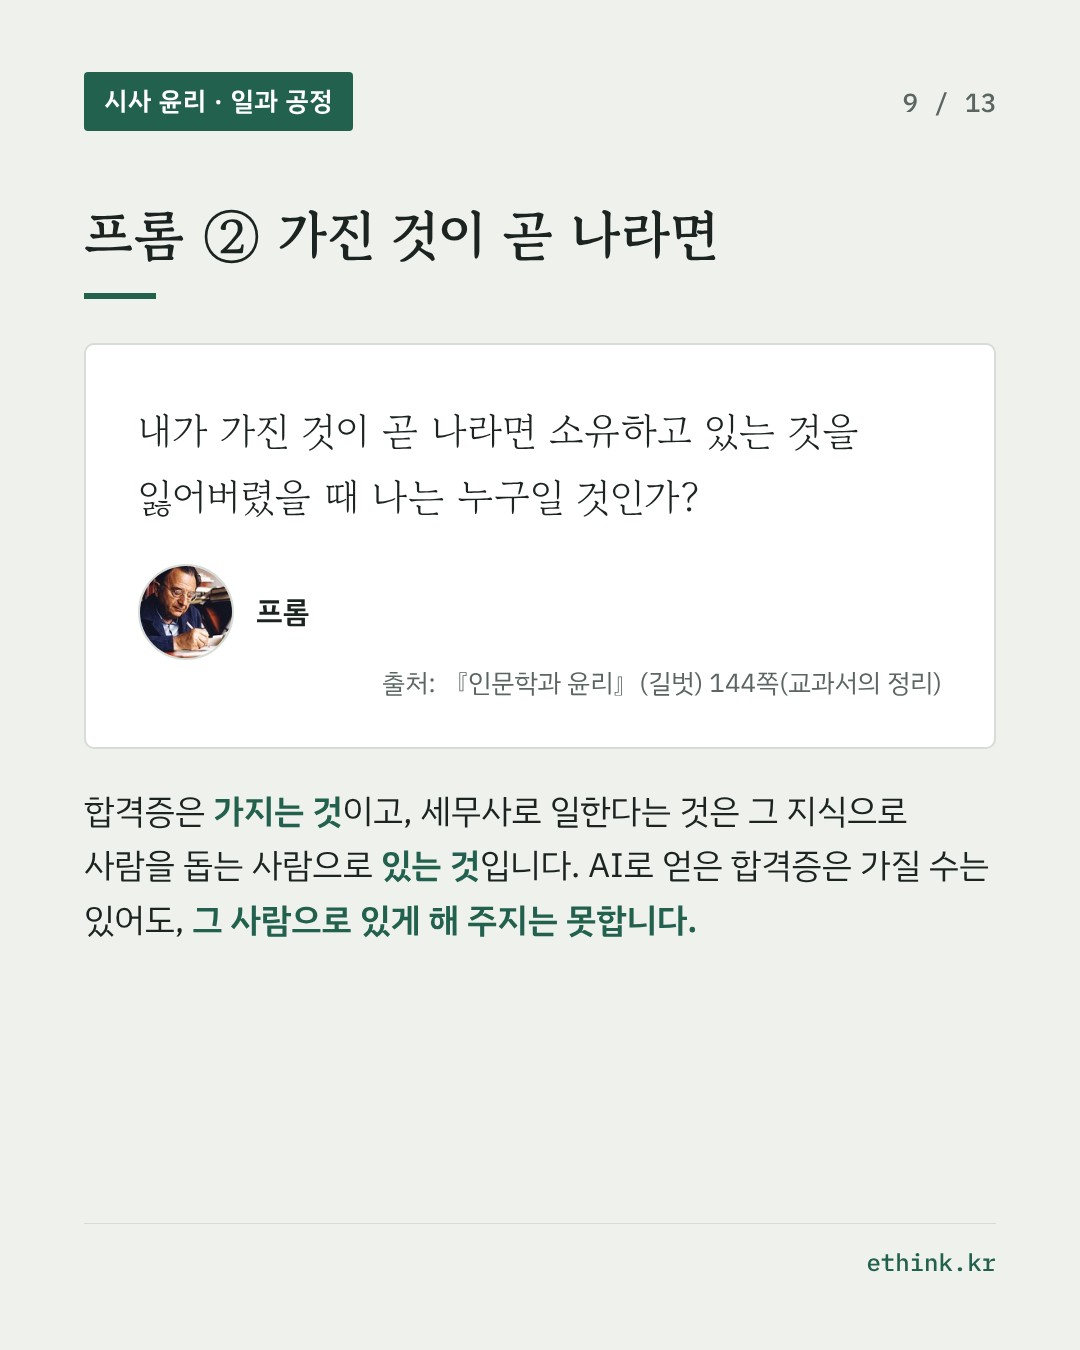 시사 윤리 · 일과 공정
9 / 13
프롬 ② 가진 것이 곧 나라면
내가 가진 것이 곧 나라면 소유하고 있는 것을
잃어버렸을 때 나는 누구일 것인가?
프롬
출처: 『인문학과 윤리』(길벗) 144쪽(교과서의 정리)
합격증은 가지는 것이고, 세무사로 일한다는 것은 그 지식으로
사람을 돕는 사람으로 있는 것입니다. AI로 얻은 합격증은 가질 수는
있어도, 그 사람으로 있게 해 주지는 못합니다.
ethink.kr